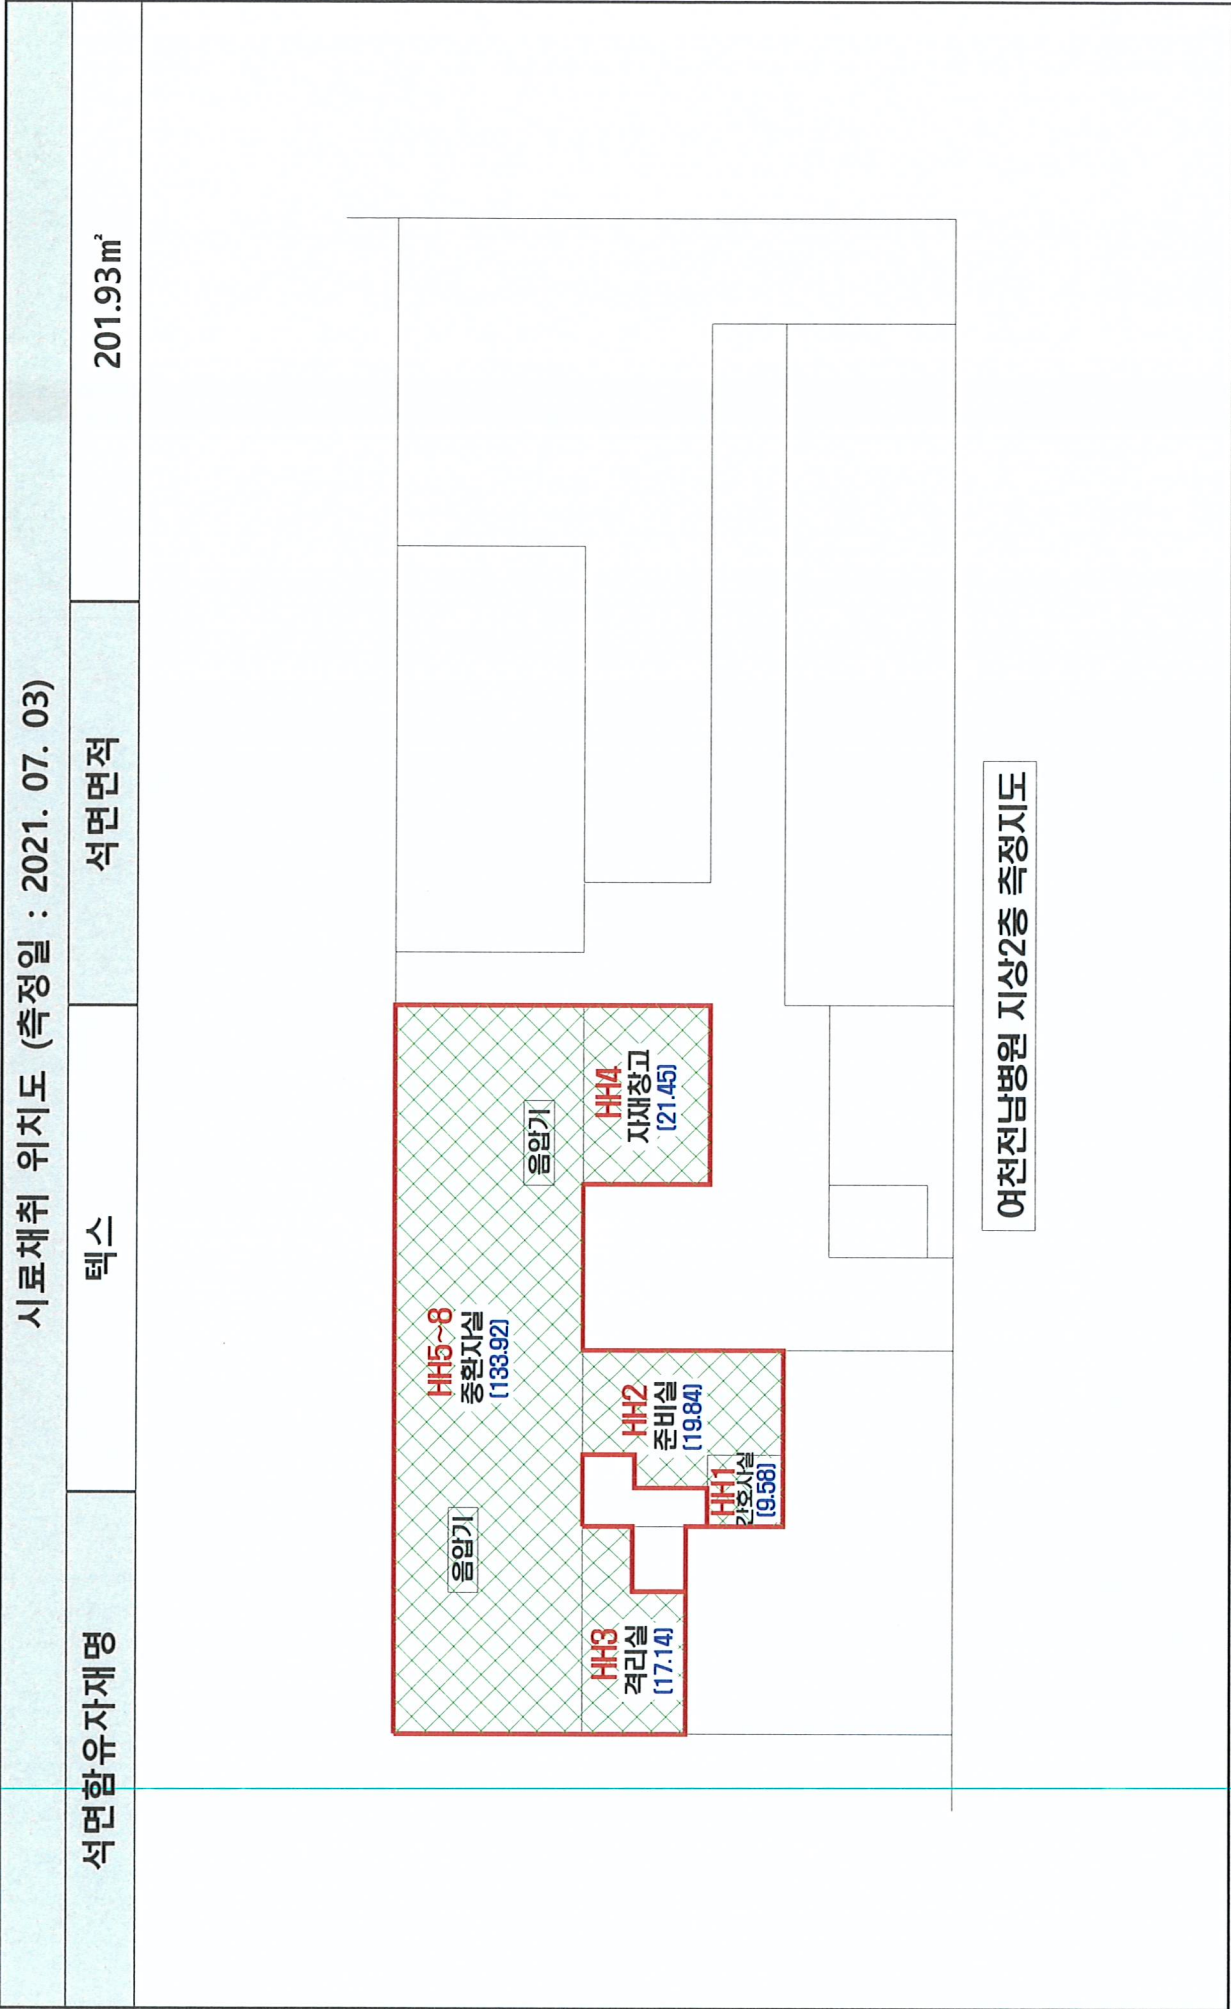 시료채취 위치도 (측정일 : 2021. 07. 03)
석면함유자재명 텍스 석면면적 201.93㎡
HH5~8
중환자실
(133.92)
음압기
음압기
HH3
격리실
(17.14)
HH2
준비실
(19.84)
HH1
간호사실
(9.58)
HH4
자재창고
(21.45)
여천전남병원 지상2층 측정지도